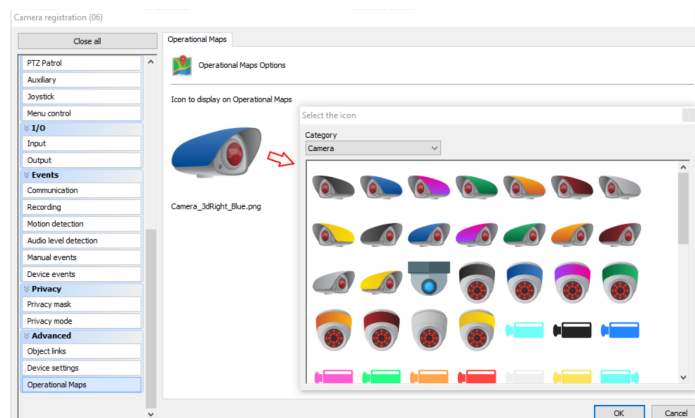 Camera registration (06)
Close all
PTZ Patrol
Auxiliary
Joystick
Menu control
I/O
Input
Output
Events
Communication
Recording
Motion detection
Audio level detection
Manual events
Device events
Privacy
Privacy mask
Privacy mode
Advanced
Object links
Device settings
Operational Maps
Operational Maps
Operational Maps Options
Icon to display on Operational Maps
Camera_3dRight_Blue.png
Select the icon
Category
Camera
OK
Cancel